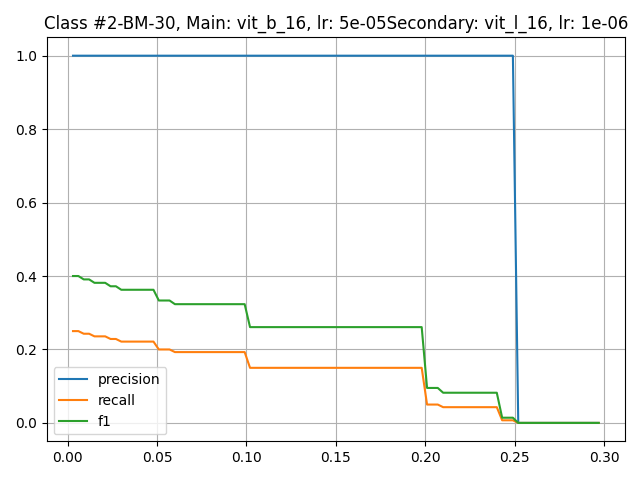 Class #2-BM-30, Main: vit_b_16, lr: 5e-05Secondary: vit_l_16, lr: 1e-06
1.0
0.8
0.6
0.4
0.2
0.0
precision
recall
f1
0.00 0.05 0.10 0.15 0.20 0.25 0.30